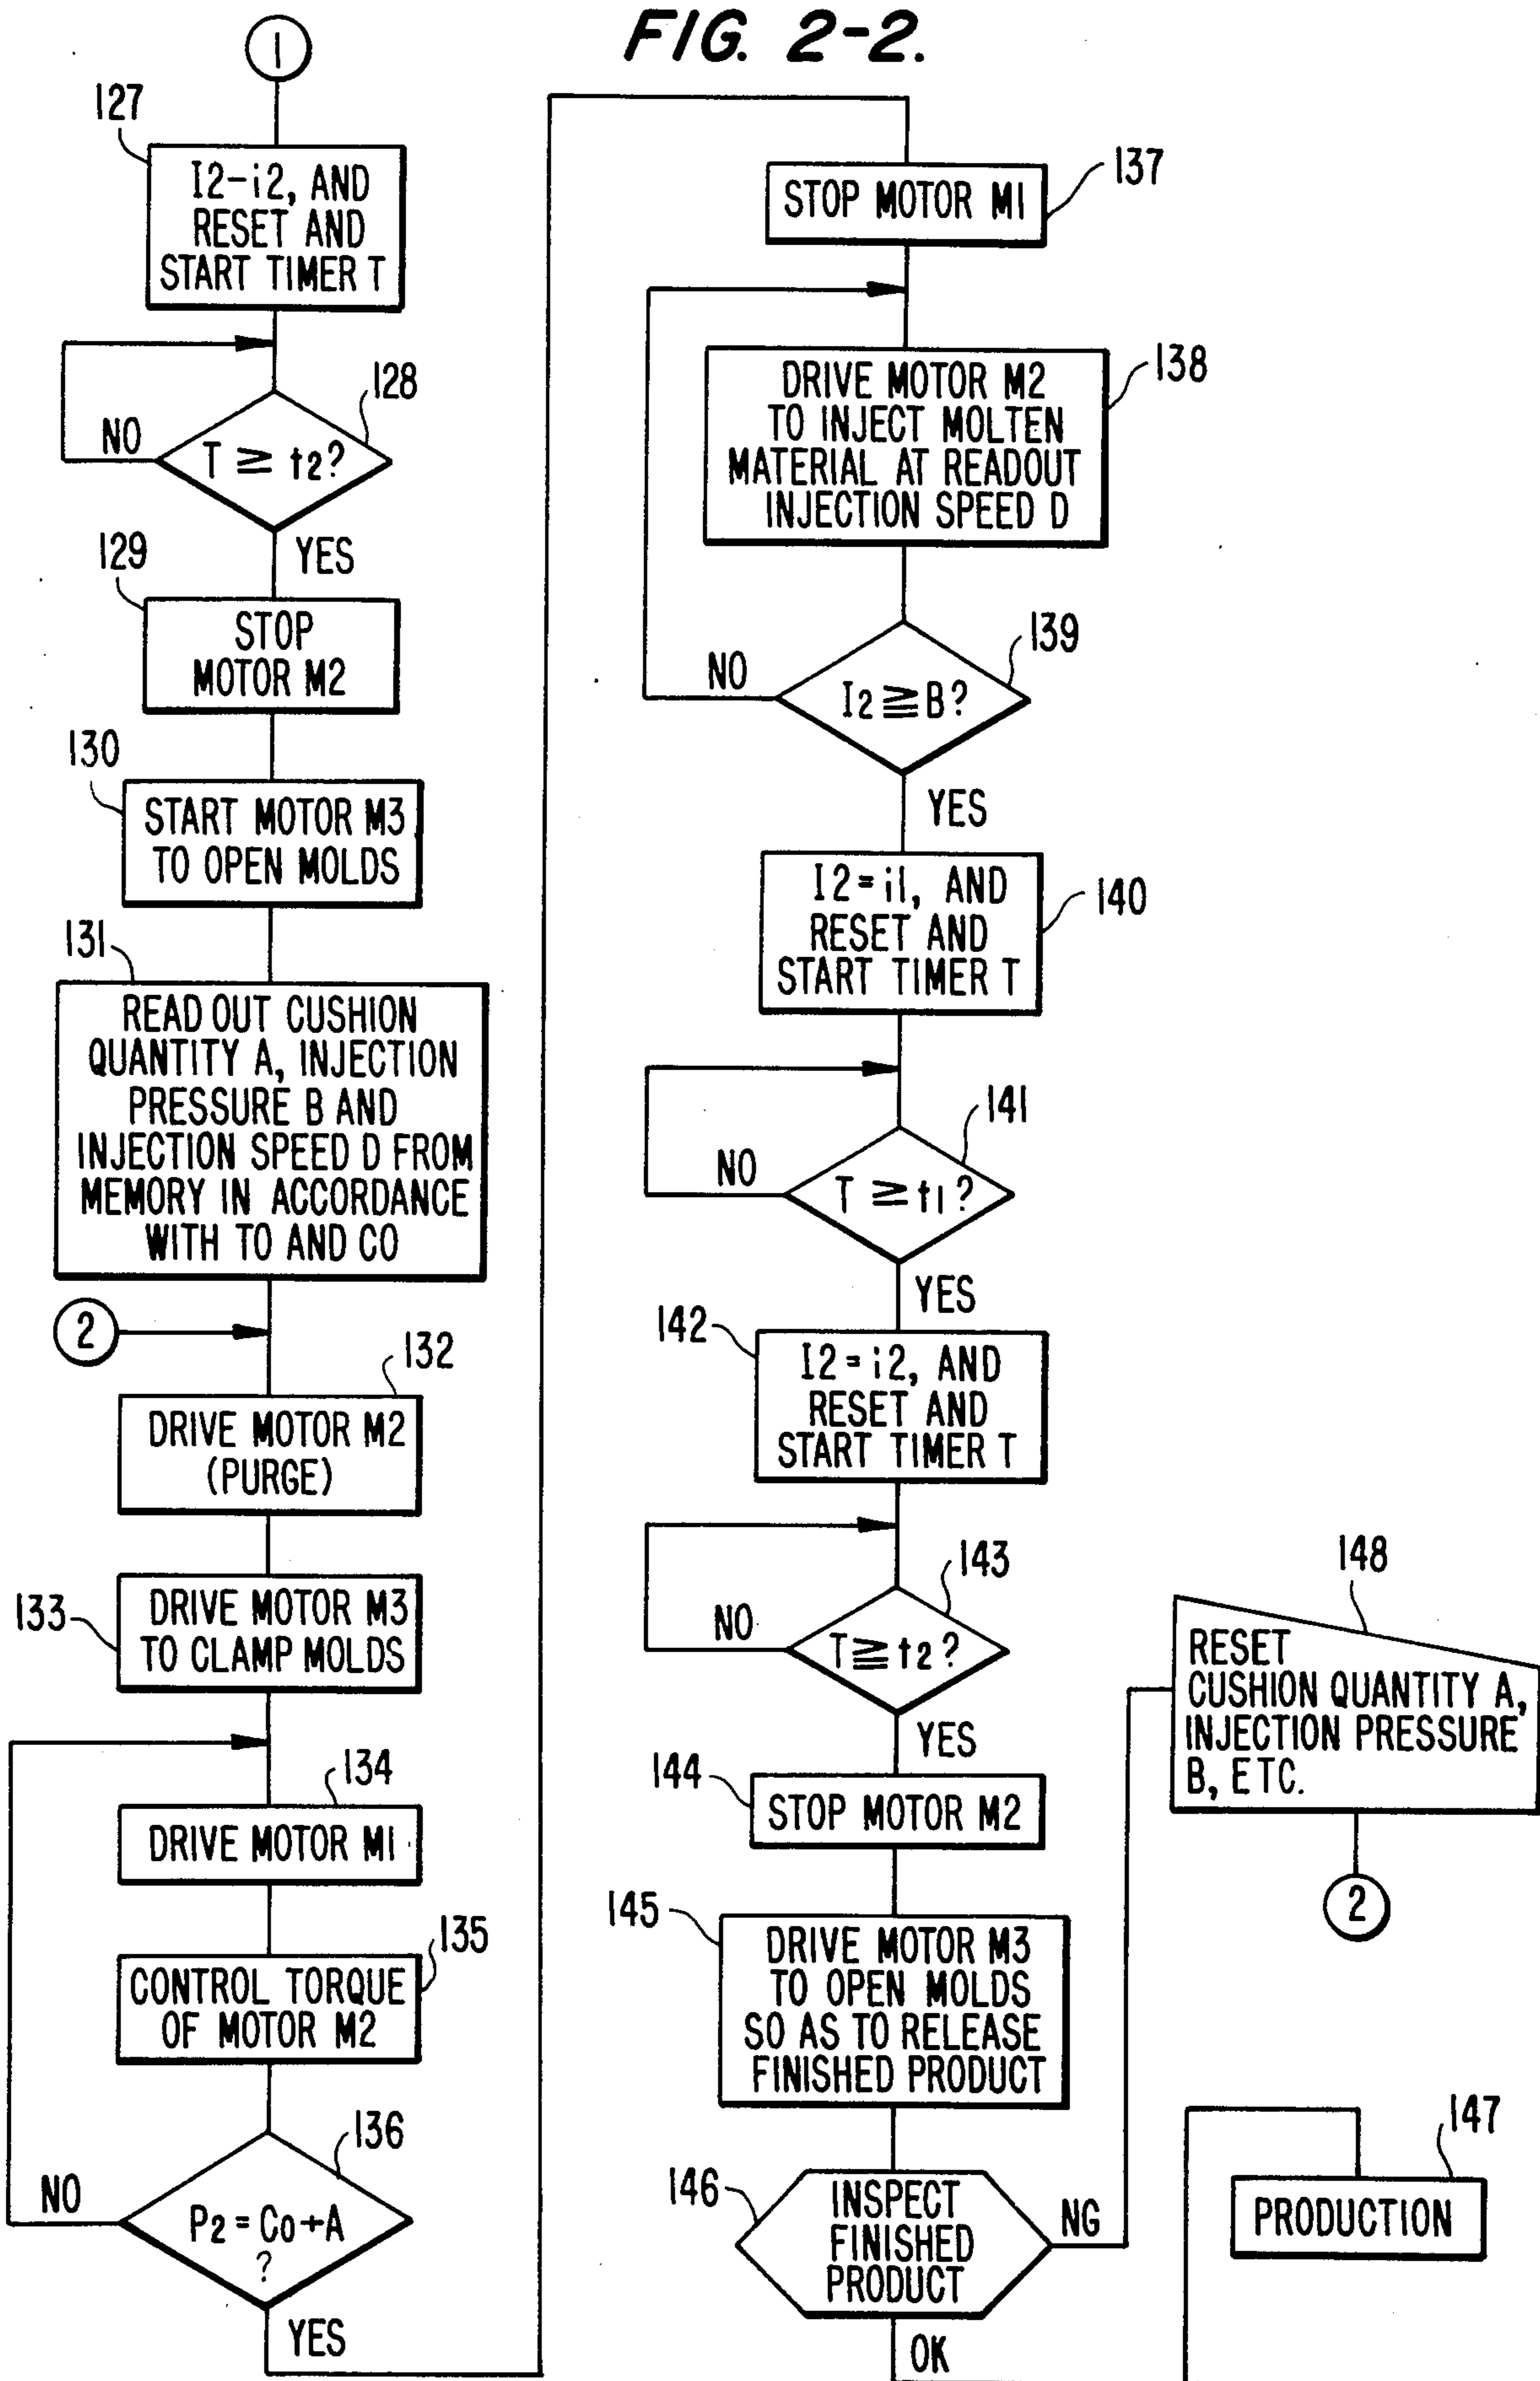 FIG. 2-2.
1
127
I2-i2, AND
RESET AND
START TIMER T
128
T ≧ t2?
NO
YES
129
STOP
MOTOR M2
130
START MOTOR M3
TO OPEN MOLDS
131
READ OUT CUSHION
QUANTITY A, INJECTION
PRESSURE B AND
INJECTION SPEED D FROM
MEMORY IN ACCORDANCE
WITH TO AND CO
2
132
DRIVE MOTOR M2
(PURGE)
133
DRIVE MOTOR M3
TO CLAMP MOLDS
134
DRIVE MOTOR M1
135
CONTROL TORQUE
OF MOTOR M2
136
NO
P2 = C0+A
?
YES
137
STOP MOTOR M1
138
DRIVE MOTOR M2
TO INJECT MOLTEN
MATERIAL AT READOUT
INJECTION SPEED D
139
NO
I2 ≧ B?
YES
140
I2 = i1, AND
RESET AND
START TIMER T
141
NO
T ≧ t1?
YES
142
I2 = i2, AND
RESET AND
START TIMER T
143
NO
T ≧ t2?
YES
144
STOP MOTOR M2
145
DRIVE MOTOR M3
TO OPEN MOLDS
SO AS TO RELEASE
FINISHED PRODUCT
146
INSPECT
FINISHED
PRODUCT
NG
OK
148
RESET
CUSHION QUANTITY A,
INJECTION PRESSURE
B, ETC.
2
147
PRODUCTION